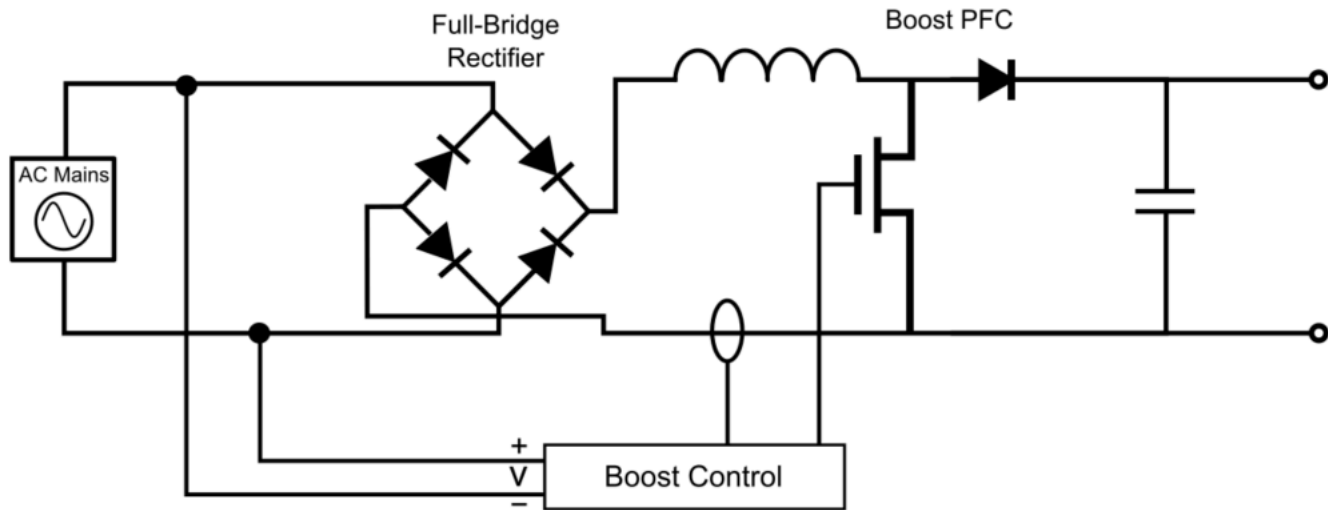 Full-Bridge
Rectifier
Boost PFC
AC Mains
+
V
−
Boost Control